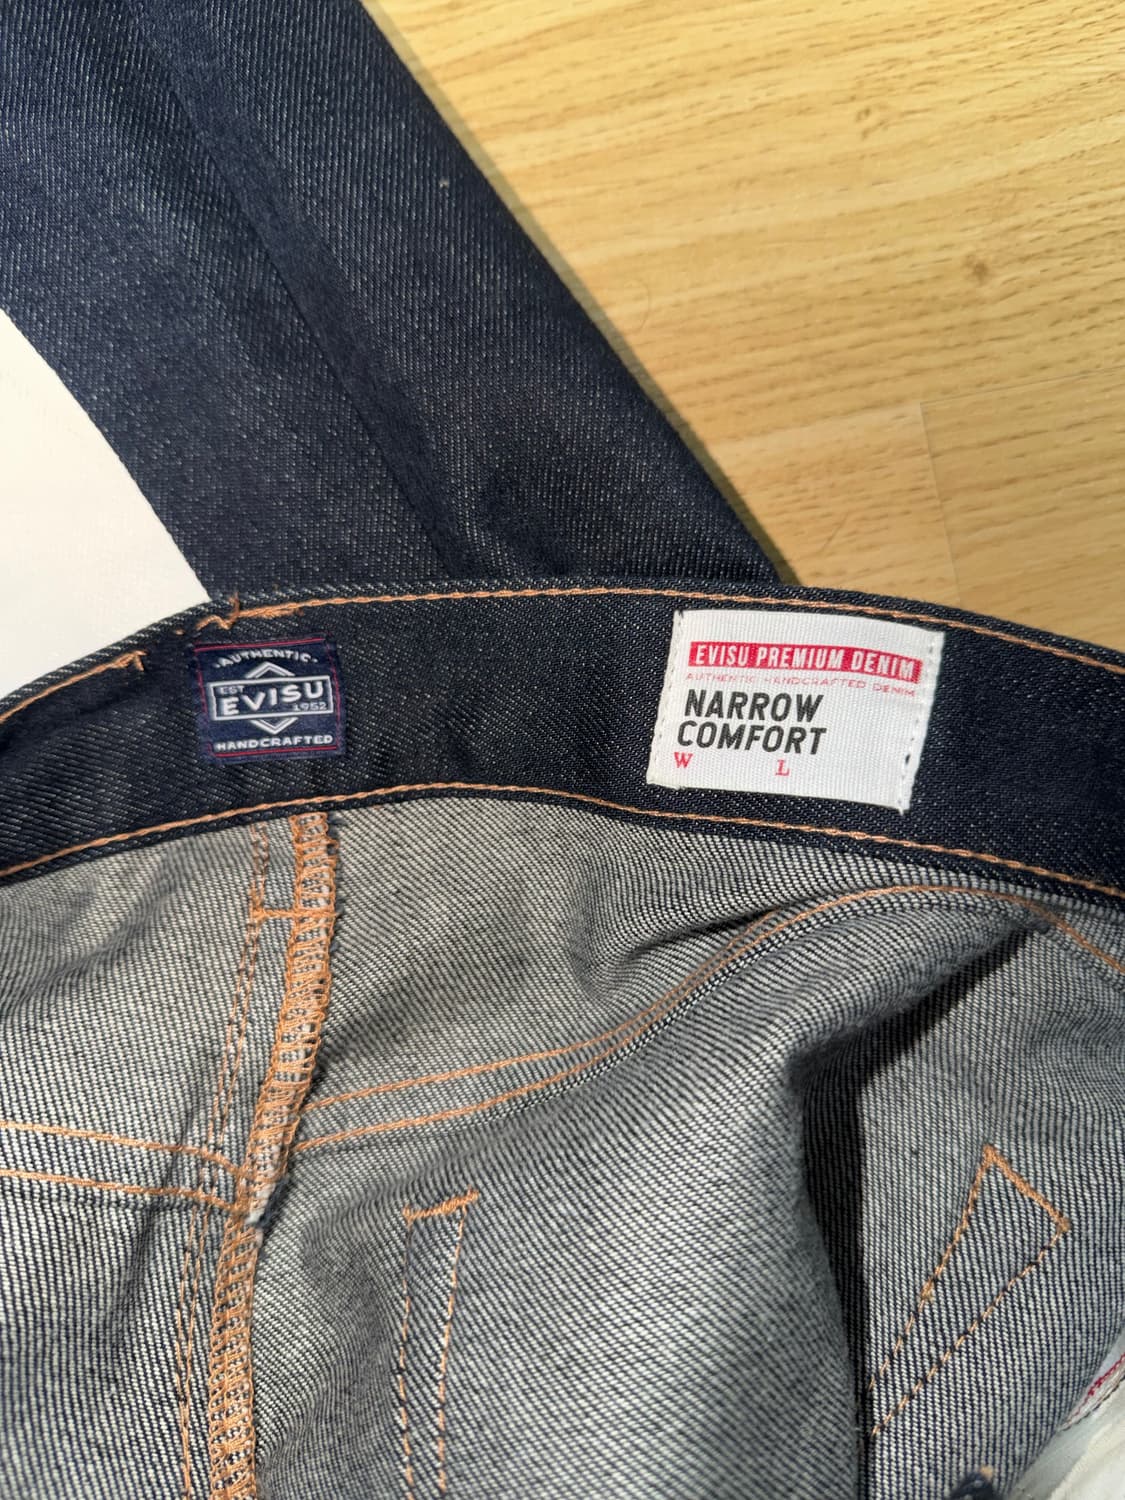 AUTHENTIC
EST
EVISU
1952
HANDCRAFTED
EVISU PREMIUM DENIM
AUTHENTIC HANDCRAFTED DENIM
NARROW
COMFORT
W L